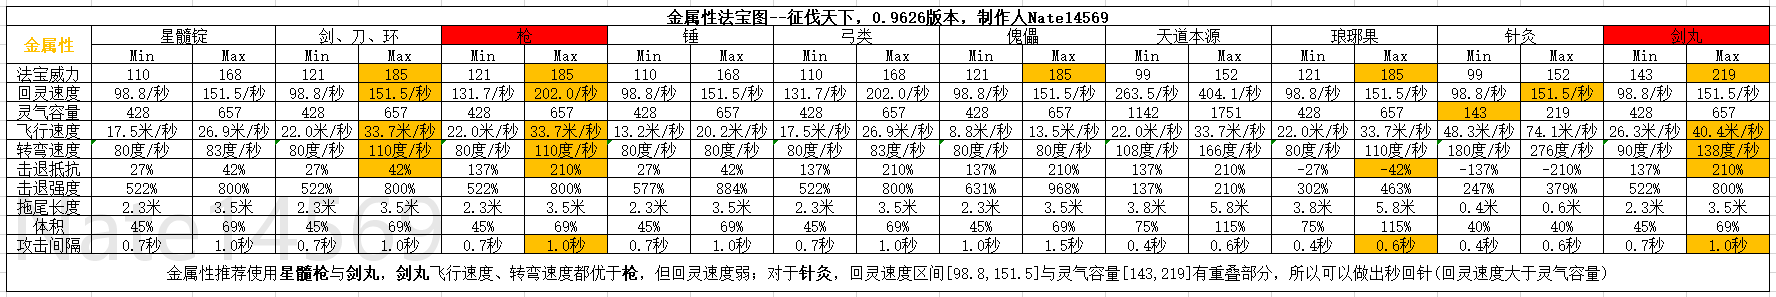 金属性法宝图--征伐天下，0.9626版本，制作人Nate14569
金属性 星髓锭 剑、刀、环 枪 锤 弓类 傀儡 天道本源 琅琊果 针灸 剑丸
Min Max Min Max Min Max Min Max Min Max Min Max Min Max Min Max Min Max Min Max
法宝威力 110 168 121 185 121 185 110 168 110 168 121 185 99 152 121 185 99 152 143 219
回灵速度 98.8/秒 151.5/秒 98.8/秒 151.5/秒 131.7/秒 202.0/秒 98.8/秒 151.5/秒 131.7/秒 202.0/秒 98.8/秒 151.5/秒 263.5/秒 404.1/秒 98.8/秒 151.5/秒 98.8/秒 151.5/秒 98.8/秒 151.5/秒
灵气容量 428 657 428 657 428 657 428 657 428 657 428 657 1142 1751 428 657 143 219 428 657
飞行速度 17.5米/秒 26.9米/秒 22.0米/秒 33.7米/秒 22.0米/秒 33.7米/秒 13.2米/秒 20.2米/秒 17.5米/秒 26.9米/秒 8.8米/秒 13.5米/秒 22.0米/秒 33.7米/秒 22.0米/秒 33.7米/秒 48.3米/秒 74.1米/秒 26.3米/秒 40.4米/秒
转弯速度 80度/秒 83度/秒 80度/秒 110度/秒 80度/秒 110度/秒 80度/秒 80度/秒 80度/秒 83度/秒 80度/秒 80度/秒 108度/秒 166度/秒 80度/秒 110度/秒 180度/秒 276度/秒 90度/秒 138度/秒
击退抵抗 27% 42% 27% 42% 137% 210% 27% 42% 137% 210% 137% 210% 137% 210% -27% -42% -137% -210% 137% 210%
击退强度 522% 800% 522% 800% 522% 800% 577% 884% 522% 800% 631% 968% 137% 210% 302% 463% 247% 379% 522% 800%
拖尾长度 2.3米 3.5米 2.3米 3.5米 2.3米 3.5米 2.3米 3.5米 2.3米 3.5米 2.3米 3.5米 3.8米 5.8米 3.8米 5.8米 0.4米 0.6米 2.3米 3.5米
体积 45% 69% 45% 69% 45% 69% 45% 69% 45% 69% 45% 69% 75% 115% 75% 115% 40% 40% 45% 69%
攻击间隔 0.7秒 1.0秒 0.7秒 1.0秒 0.7秒 1.0秒 0.7秒 1.0秒 0.4秒 1.0秒 1.0秒 1.5秒 0.4秒 0.6秒 0.4秒 0.6秒 0.4秒 0.6秒 0.7秒 1.0秒
金属性推荐使用星髓枪与剑丸，剑丸飞行速度、转弯速度都优于枪，但回灵速度弱；对于针灸，回灵速度区间[98.8,151.5]与灵气容量[143,219]有重叠部分，所以可以做出秒回针(回灵速度大于灵气容量)
Nate14569